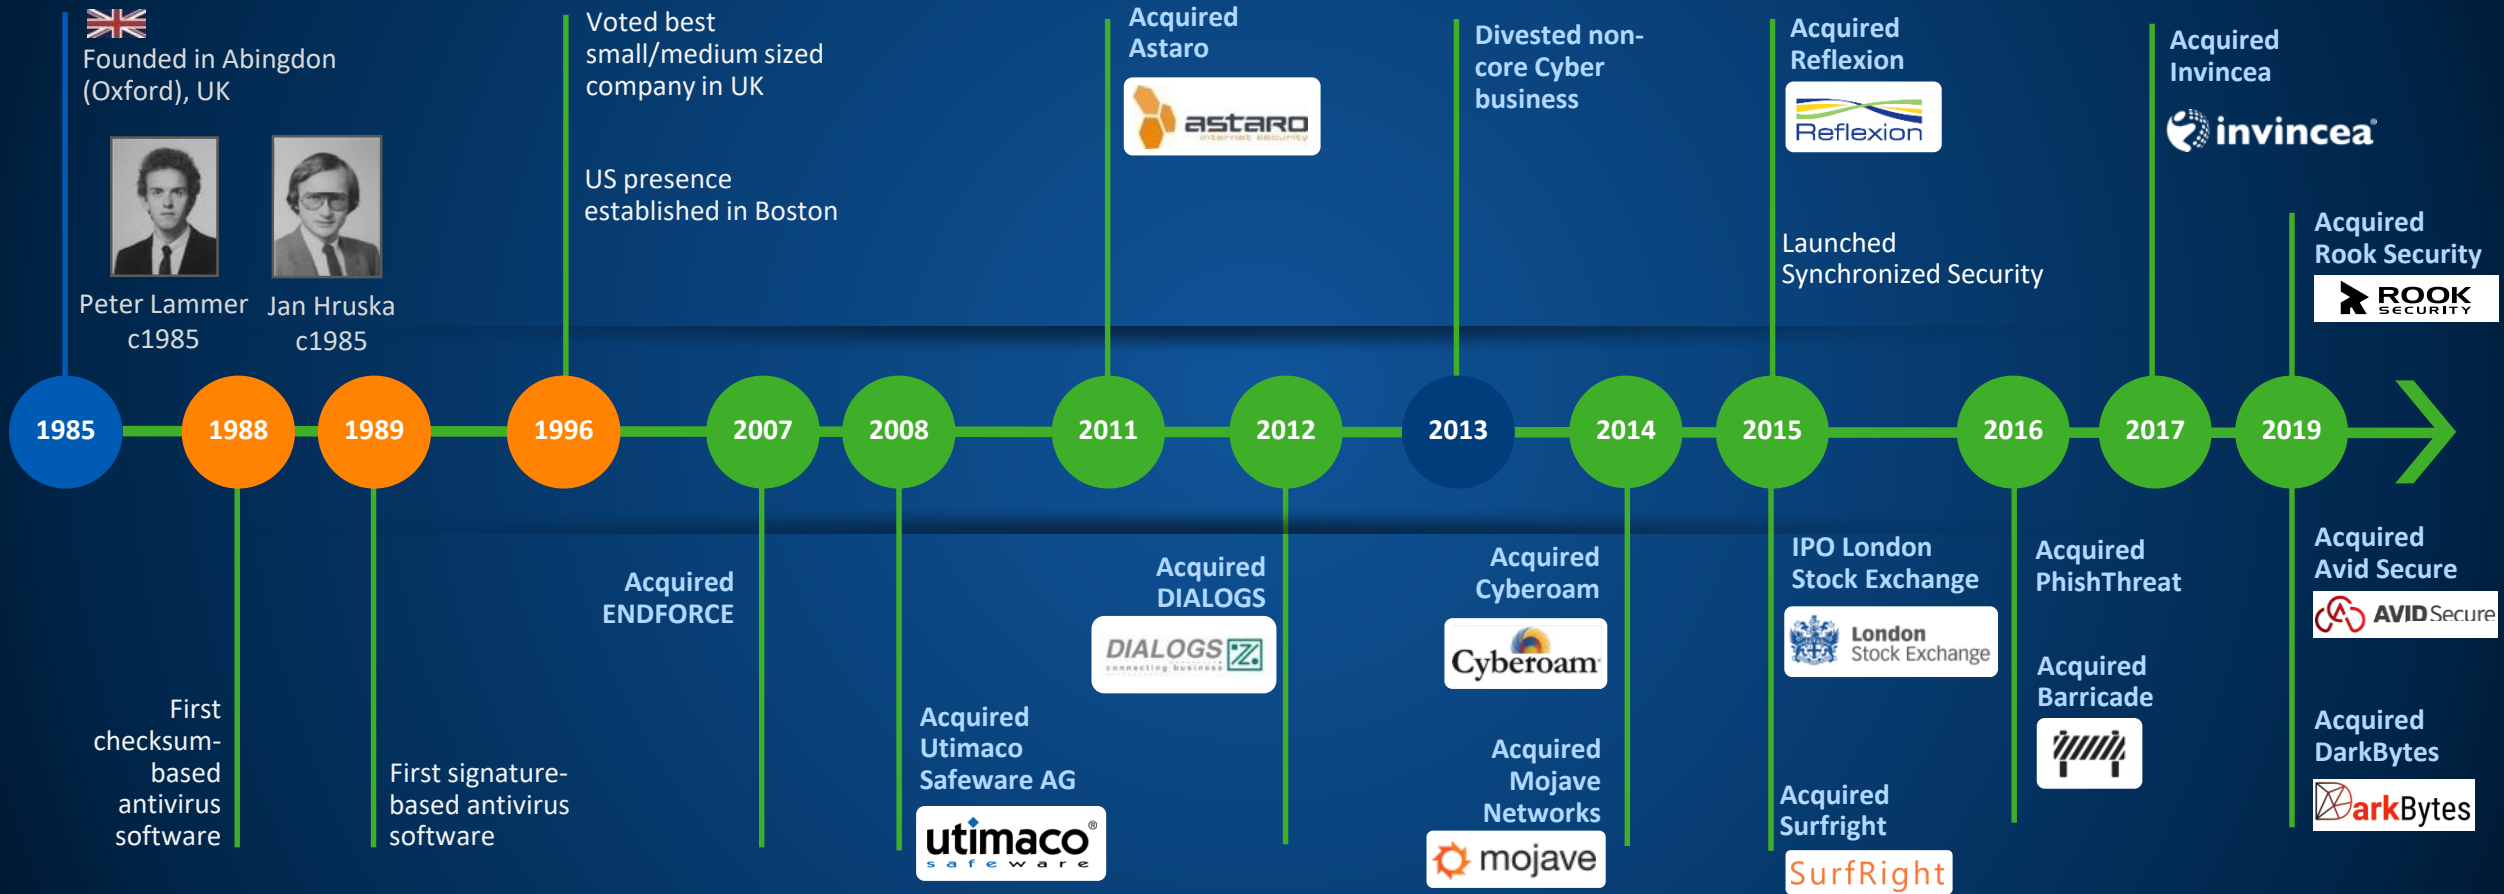 Founded in Abingdon
(Oxford), UK
Peter Lammer
c1985
Jan Hruska
c1985
Voted best
small/medium sized
company in UK
US presence
established in Boston
Acquired
Astaro
astaro
internet security
Divested non-
core Cyber
business
Acquired
Reflexion
Reflexion
Launched
Synchronized Security
Acquired
Invincea
invincea®
Acquired
Rook Security
ROOK
SECURITY
1985
1988
1989
1996
2007
2008
2011
2012
2013
2014
2015
2016
2017
2019
First
checksum-
based
antivirus
software
First signature-
based antivirus
software
Acquired
ENDFORCE
Acquired
Utimaco
Safeware AG
utimaco®
safeware
Acquired
DIALOGS
DIALOGS
connecting business
Acquired
Cyberoam
Cyberoam
Acquired
Mojave
Networks
mojave
IPO London
Stock Exchange
London
Stock Exchange
Acquired
Surfright
SurfRight
Acquired
PhishThreat
Acquired
Barricade
Acquired
Avid Secure
AVID Secure
Acquired
DarkBytes
DarkBytes